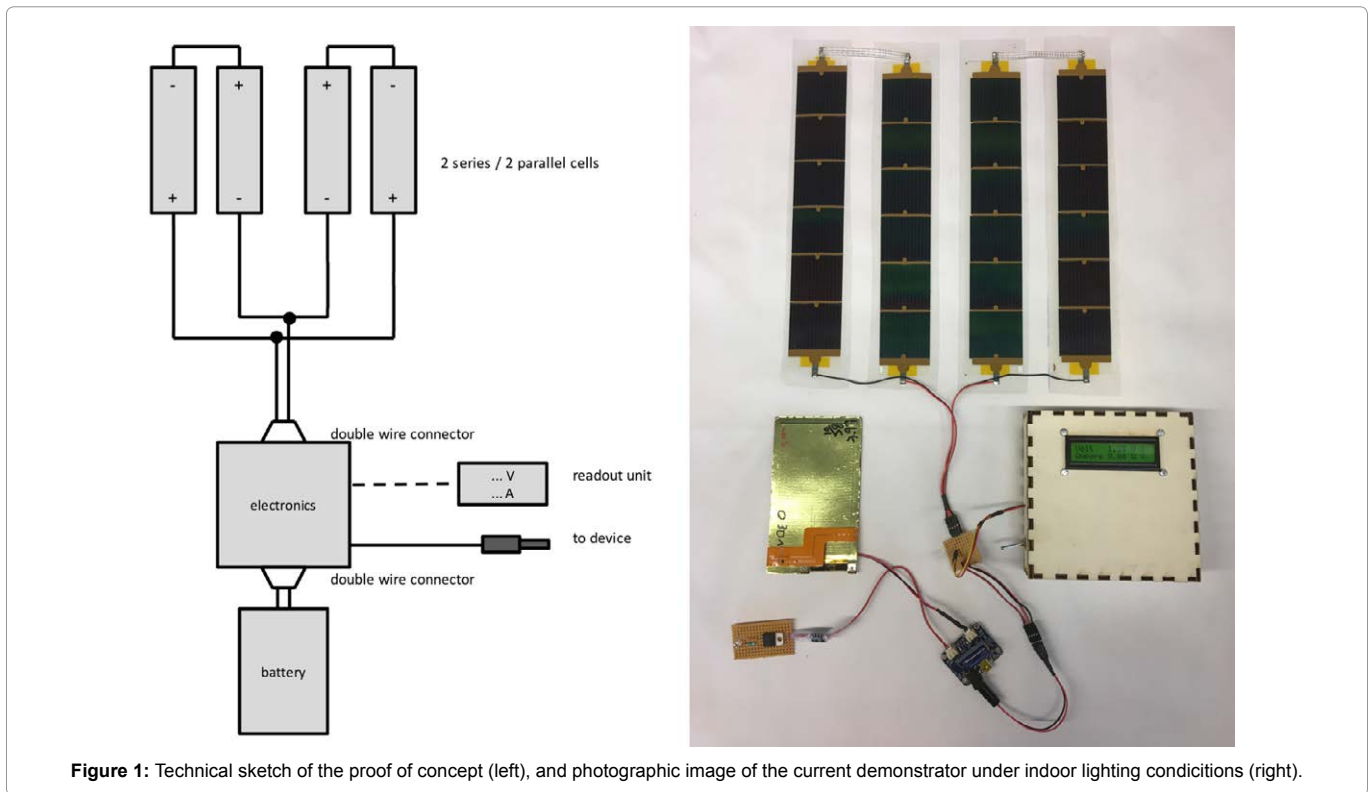 - + + -
2 series / 2 parallel cells
+ - - +
double wire connector
electronics
... V
... A
readout unit
to device
double wire connector
battery
Figure 1: Technical sketch of the proof of concept (left), and photographic image of the current demonstrator under indoor lighting condicitions (right).